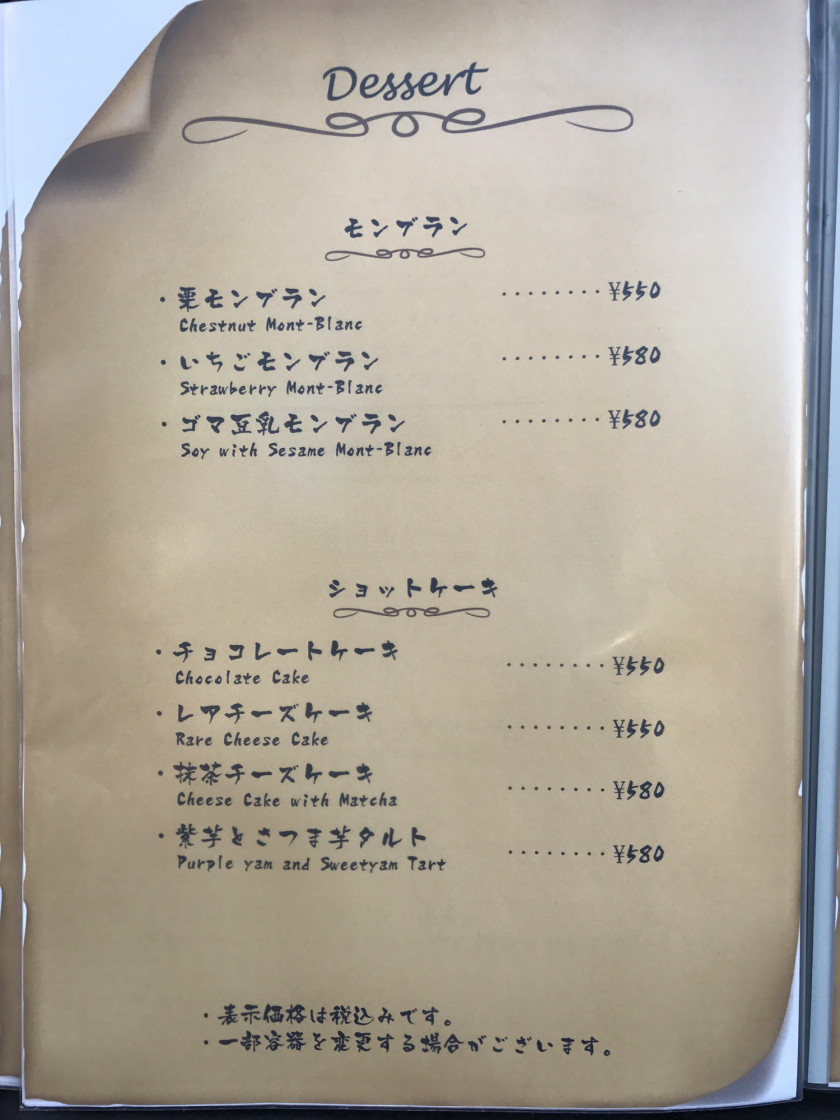 Dessert
モンブラン
・栗モンブラン ・・・・・・・・・¥550
Chestnut Mont-Blanc
・いちごモンブラン ・・・・・・・・・¥580
Strawberry Mont-Blanc
・ゴマ豆乳モンブラン ・・・・・・・・・¥580
Soy with Sesame Mont-Blanc
ショットケーキ
・チョコレートケーキ ・・・・・・・・・¥550
Chocolate Cake
・レアチーズケーキ ・・・・・・・・・¥550
Rare Cheese Cake
・抹茶チーズケーキ ・・・・・・・・・¥580
Cheese Cake with Matcha
・紫芋とさつま芋タルト ・・・・・・・・・¥580
Purple yam and Sweetyam Tart
・表示価格は税込みです。
・一部容器を変更する場合がございます。